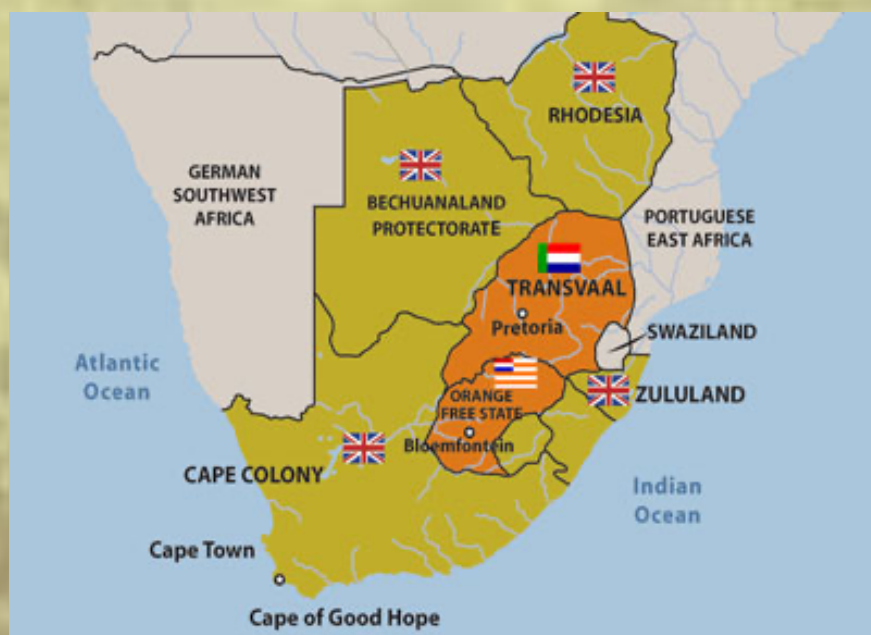 RHODESIA
GERMAN
SOUTHWEST
AFRICA
BECHUANALAND
PROTECTORATE
PORTUGUESE
EAST AFRICA
TRANSVAAL
Pretoria
SWAZILAND
Atlantic
Ocean
ORANGE
FREE STATE
ZULULAND
Bloemfontein
CAPE COLONY
Indian
Ocean
Cape Town
Cape of Good Hope